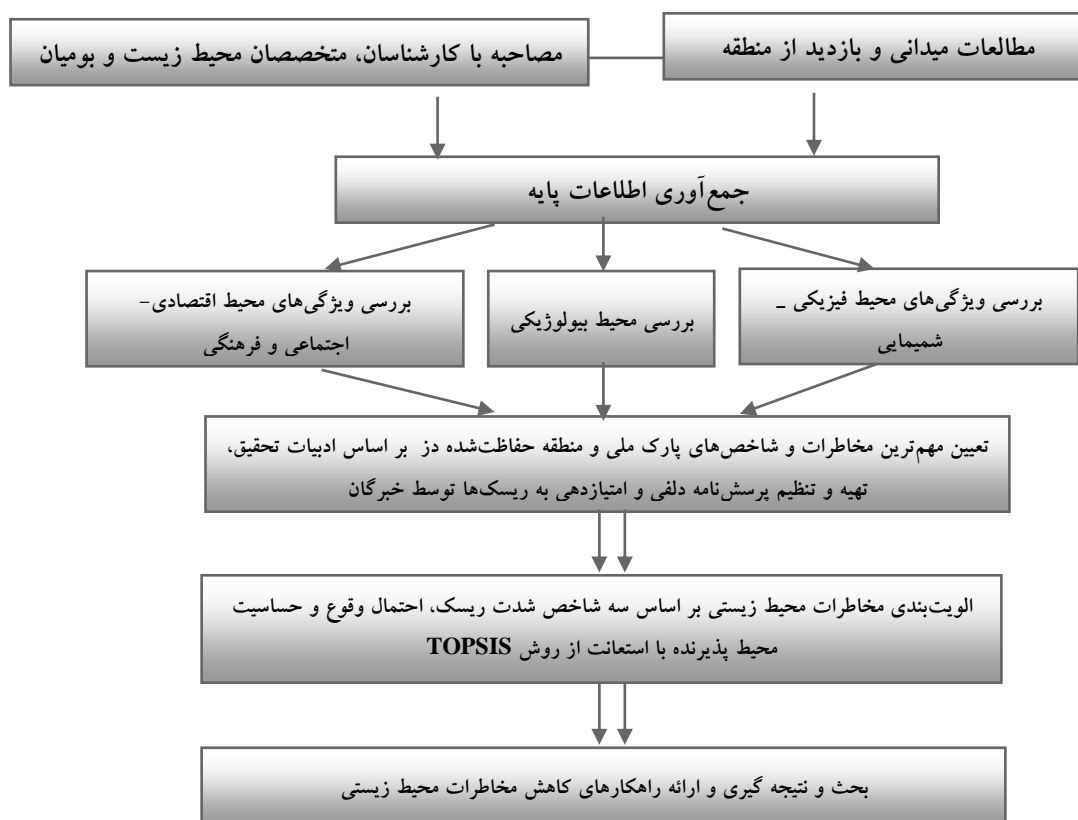 مطالعات میدانی و بازدید از منطقه
مصاحبه با کارشناسان، متخصصان محیط زیست و بومیان
جمع‌آوری اطلاعات پایه
بررسی ویژگی‌های محیط فیزیکی –
شمیمایی
بررسی محیط بیولوژیکی
بررسی ویژگی‌های محیط اقتصادی-
اجتماعی و فرهنگی
تعیین مهم‌ترین مخاطرات و شاخص‌های پارک ملی و منطقه حفاظت‌شده دز بر اساس ادبیات تحقیق،
تهیه و تنظیم پرسش‌نامه دلفی و امتیازدهی به ریسک‌ها توسط خبرگان
الویت‌بندی مخاطرات محیط زیستی بر اساس سه شاخص شدت ریسک، احتمال وقوع و حساسیت
محیط پذیرنده با استعانت از روش TOPSIS
بحث و نتیجه گیری و ارائه راهکارهای کاهش مخاطرات محیط زیستی